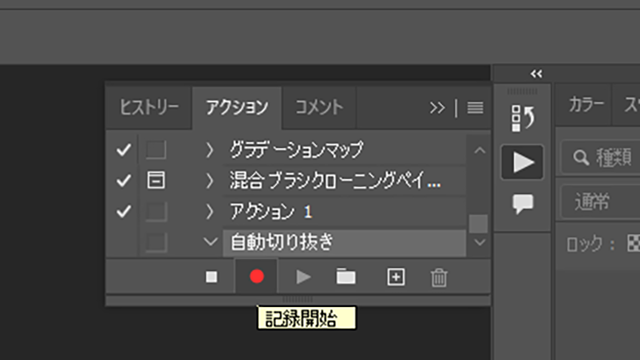 ヒストリー アクション コメント
カラー
グラデーションマップ
種類
混合ブラシクローニングペイ...
通常
アクション 1
自動切り抜き
ロック：
記録開始